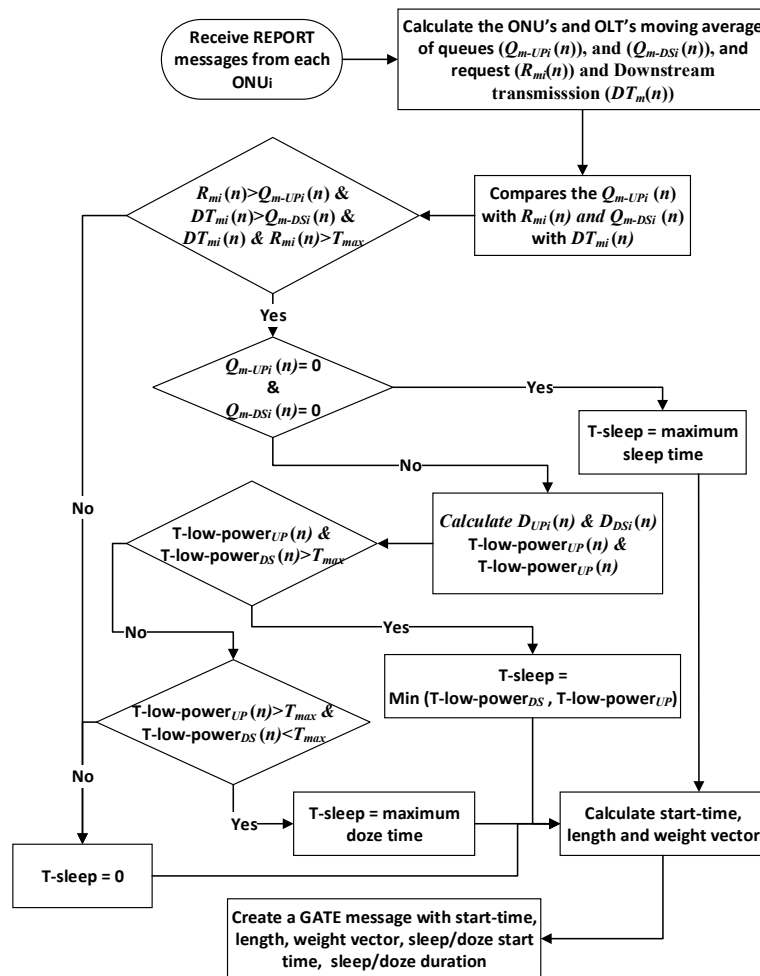 Receive REPORT
messages from each
ONUi
Calculate the ONU's and OLT's moving average
of queues (Qm-UPi(n)), and (Qm-DSi(n)), and
request (Rmi(n)) and Downstream
transmisssion (DTm(n))
Compares the Qm-UPi (n)
with Rmi(n) and Qm-DSi (n)
with DTmi(n)
Rmi(n)>Qm-UPi(n) &
DTmi(n)>Qm-DSi(n) &
DTmi(n) & Rmi(n)>Tmax
Yes
Qm-UPi (n)= 0
&
Qm-DSi(n)= 0
Yes
T-sleep = maximum
sleep time
No
No
Calculate DUPi(n) & DDSi(n)
T-low-powerUP(n) &
T-low-powerUP(n)
T-low-powerUP(n) &
T-low-powerDS(n)>Tmax
No
Yes
T-sleep =
Min (T-low-powerDS , T-low-powerUP)
T-low-powerUP(n)>Tmax &
T-low-powerDS(n)<Tmax
No
Yes
T-sleep = maximum
doze time
Calculate start-time,
length and weight vector
T-sleep = 0
Create a GATE message with start-time,
length, weight vector, sleep/doze start
time, sleep/doze duration